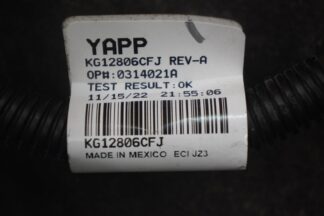 YAPP
KG12806CFJ REV-A
OP#:0314021A
TEST RESULT:OK
11/15/22 21:55:06
KG12806CFJ
MADE IN MEXICO ECI JZ3